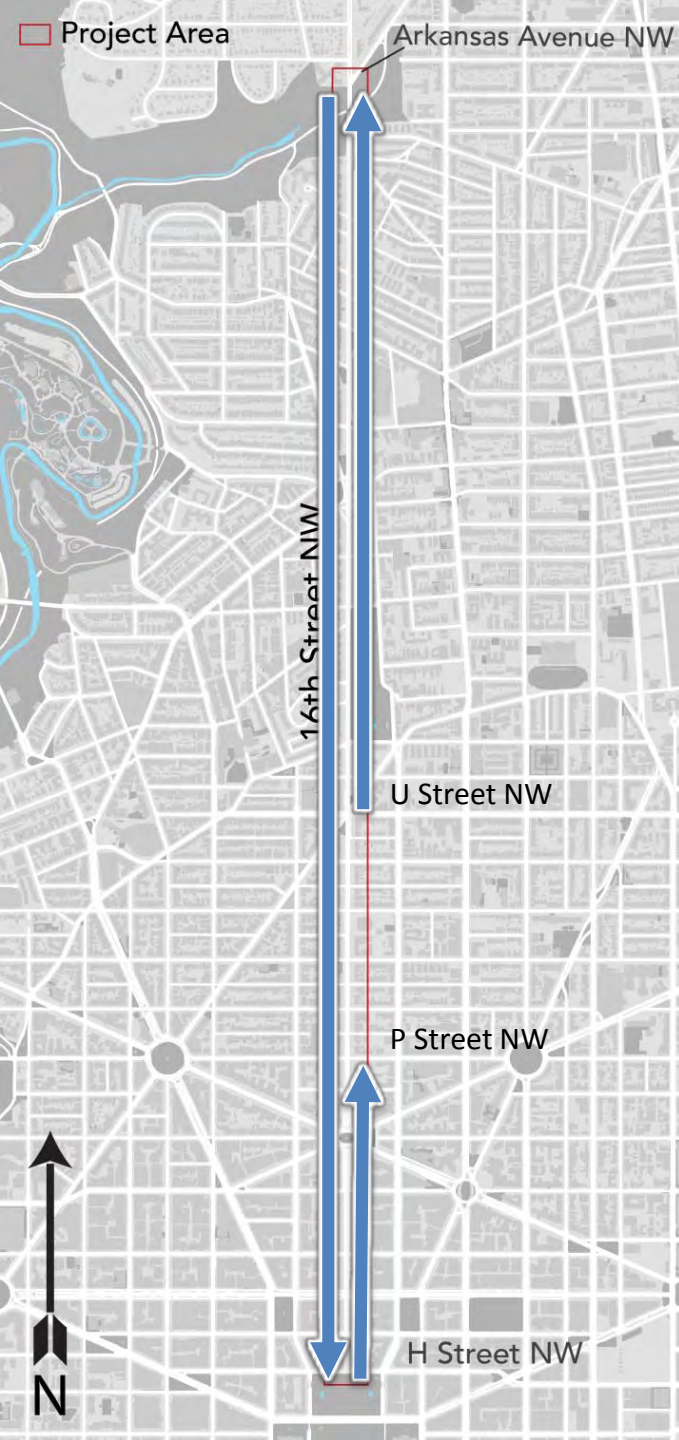 Project Area
Arkansas Avenue NW
16th Street NW
U Street NW
P Street NW
H Street NW
N